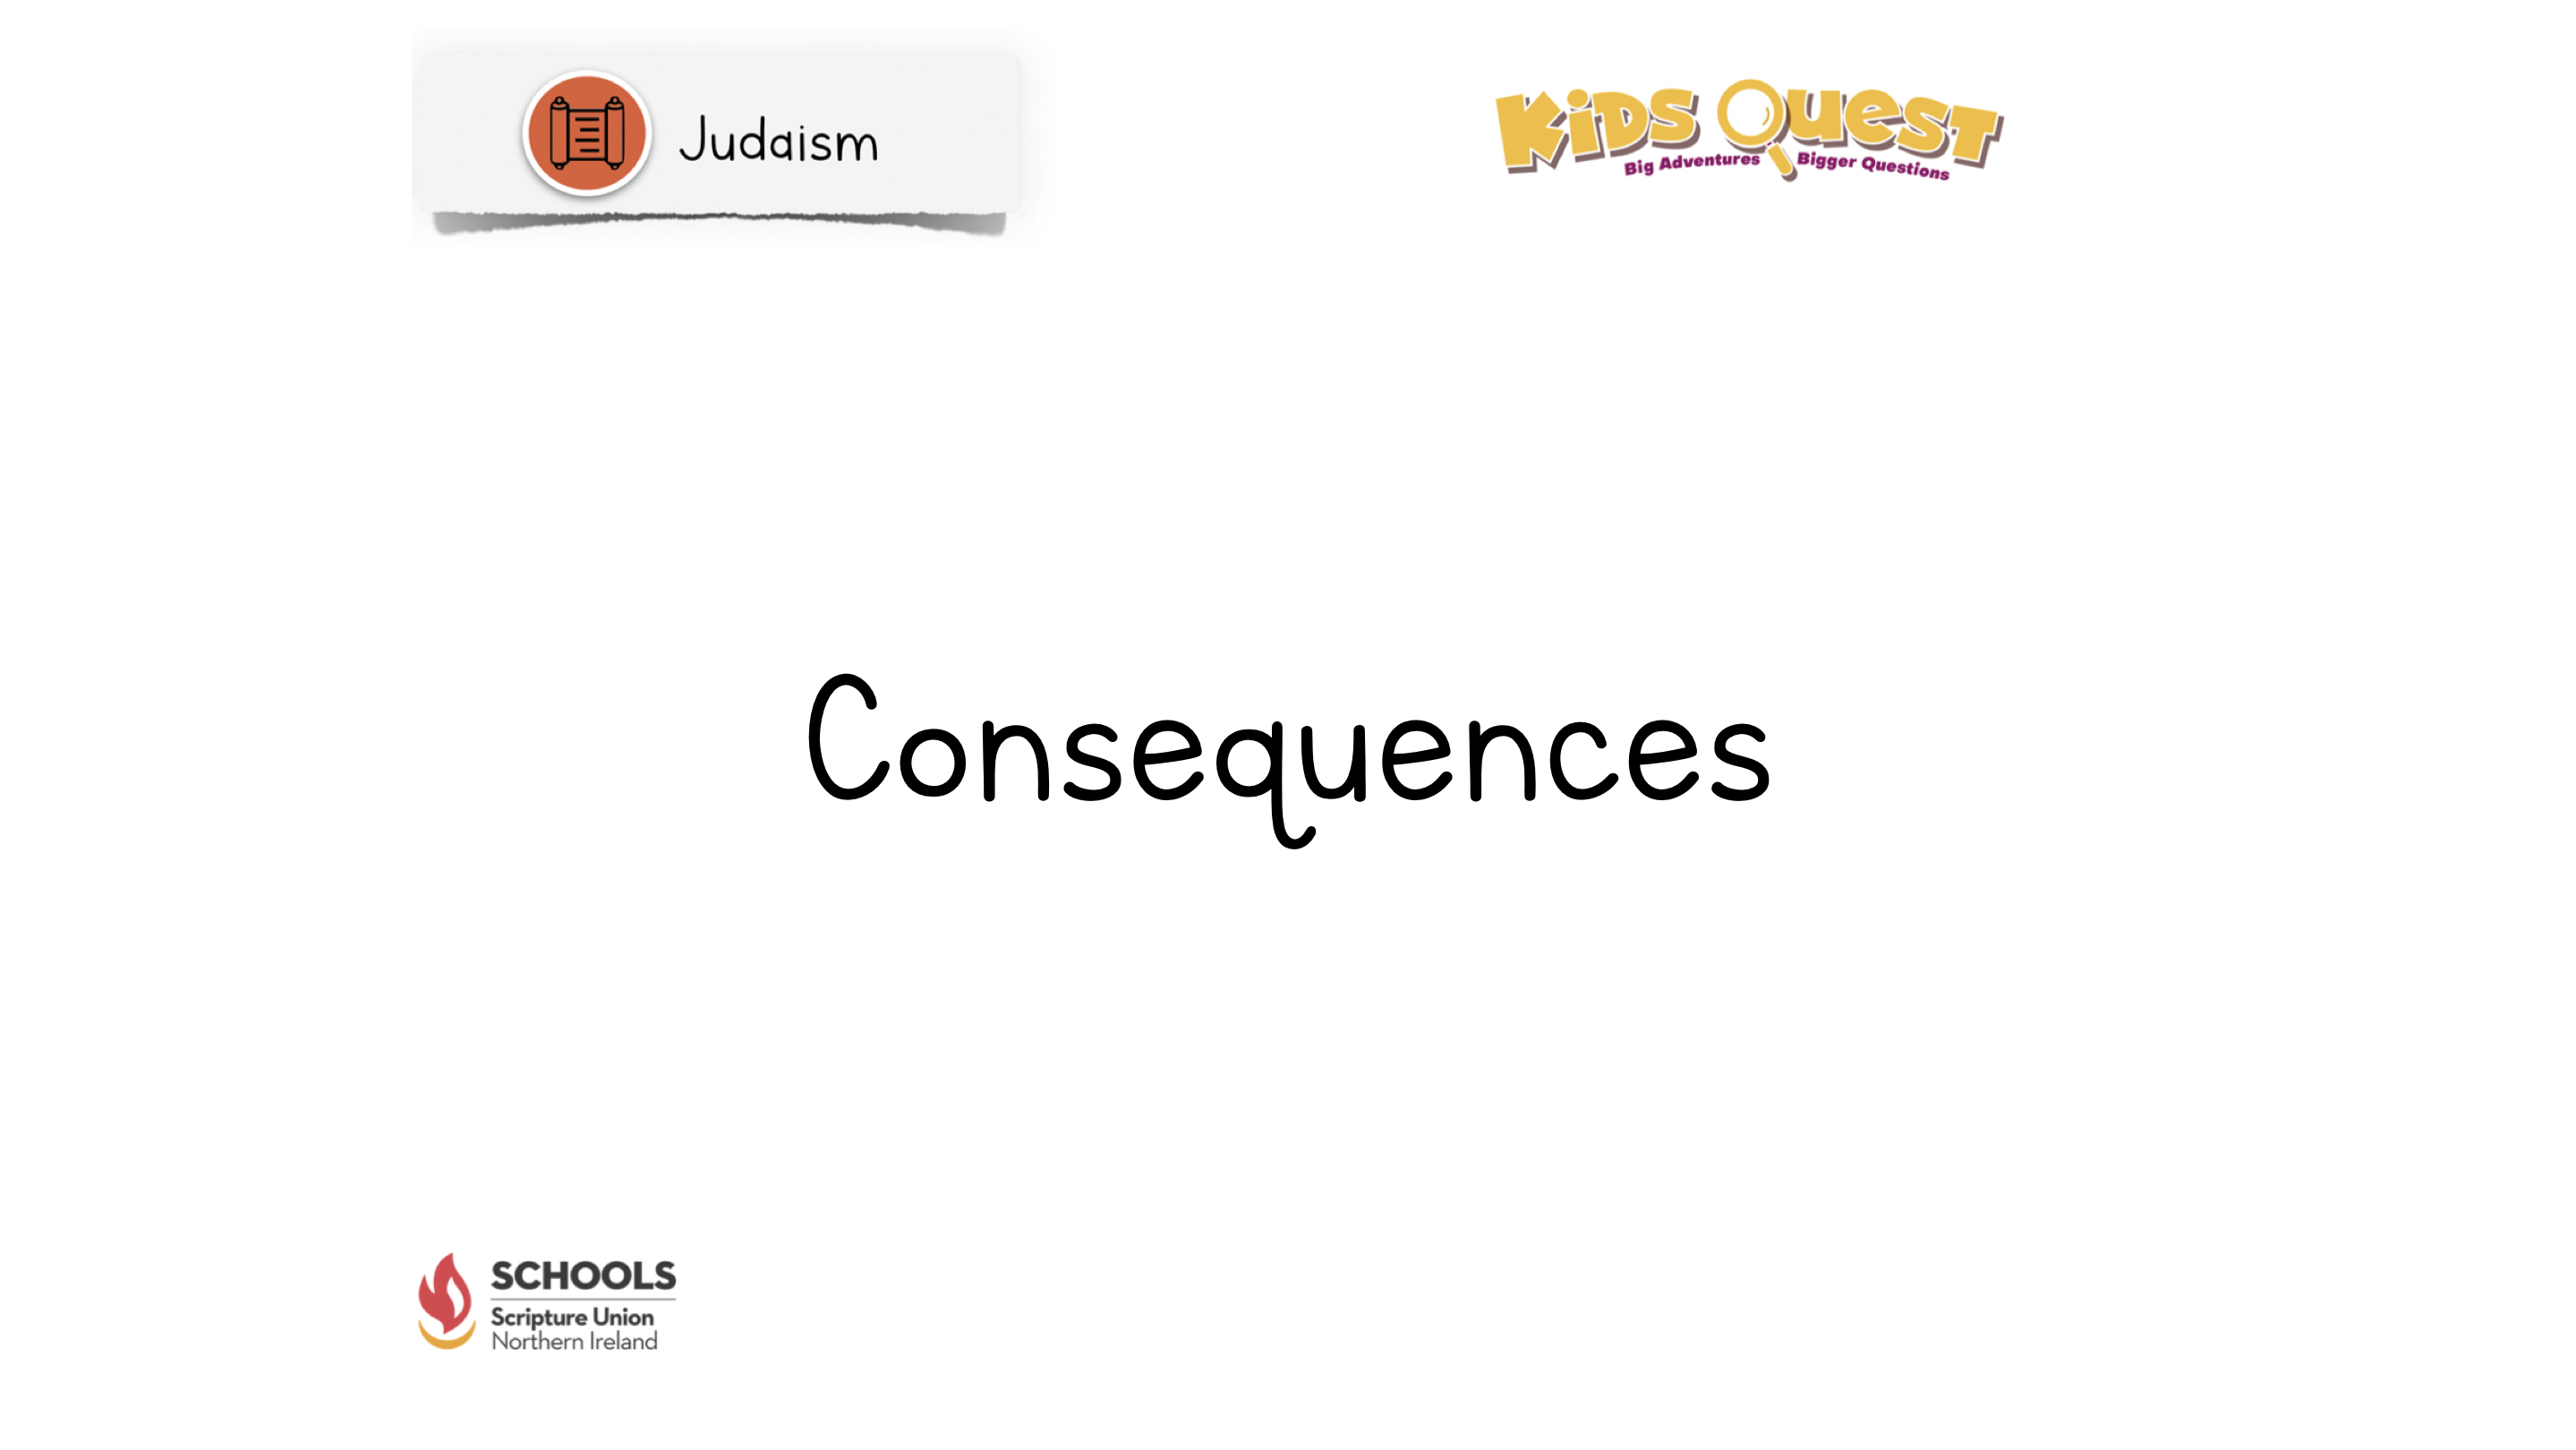 Judaism
KiDS QUEST
Big Adventures Bigger Questions
Consequences
SCHOOLS
Scripture Union
Northern Ireland